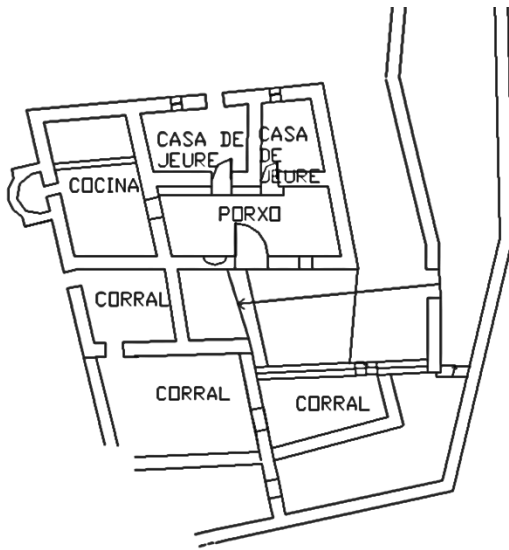 CASA DE
JEURE
CASA
DE
JEURE
COCINA
PORXO
CORRAL
CORRAL
CORRAL